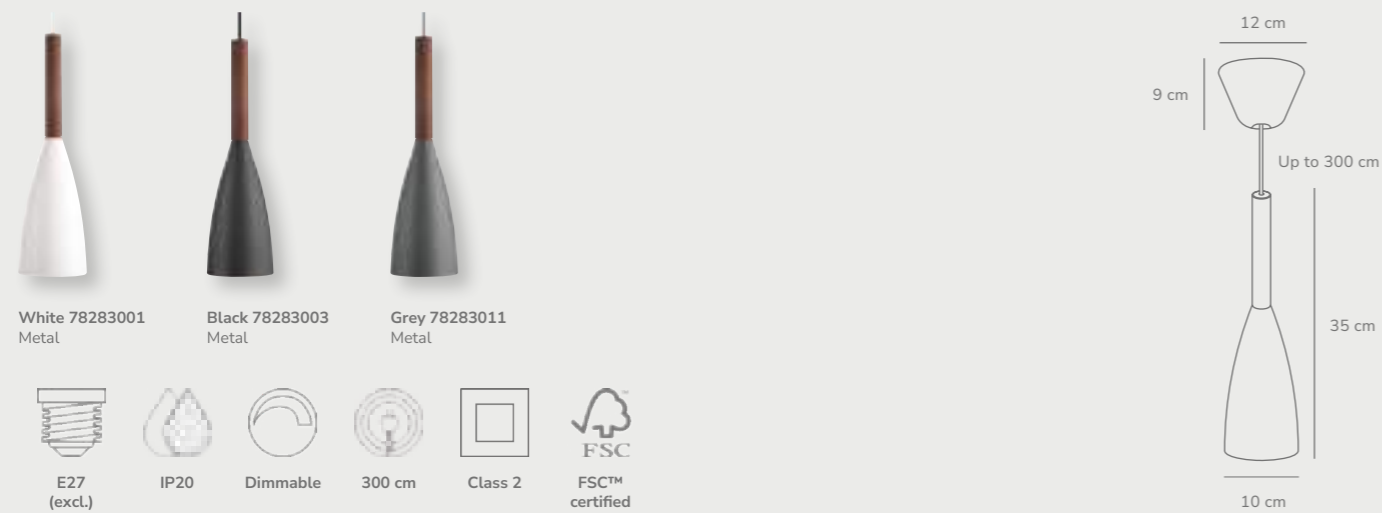 White 78283001
Metal
Black 78283003
Metal
Grey 78283011
Metal
FSC
™
E27
(excl.)
IP20
Dimmable
300 cm
Class 2
FSC™
certified
12 cm
9 cm
Up to 300 cm
35 cm
10 cm